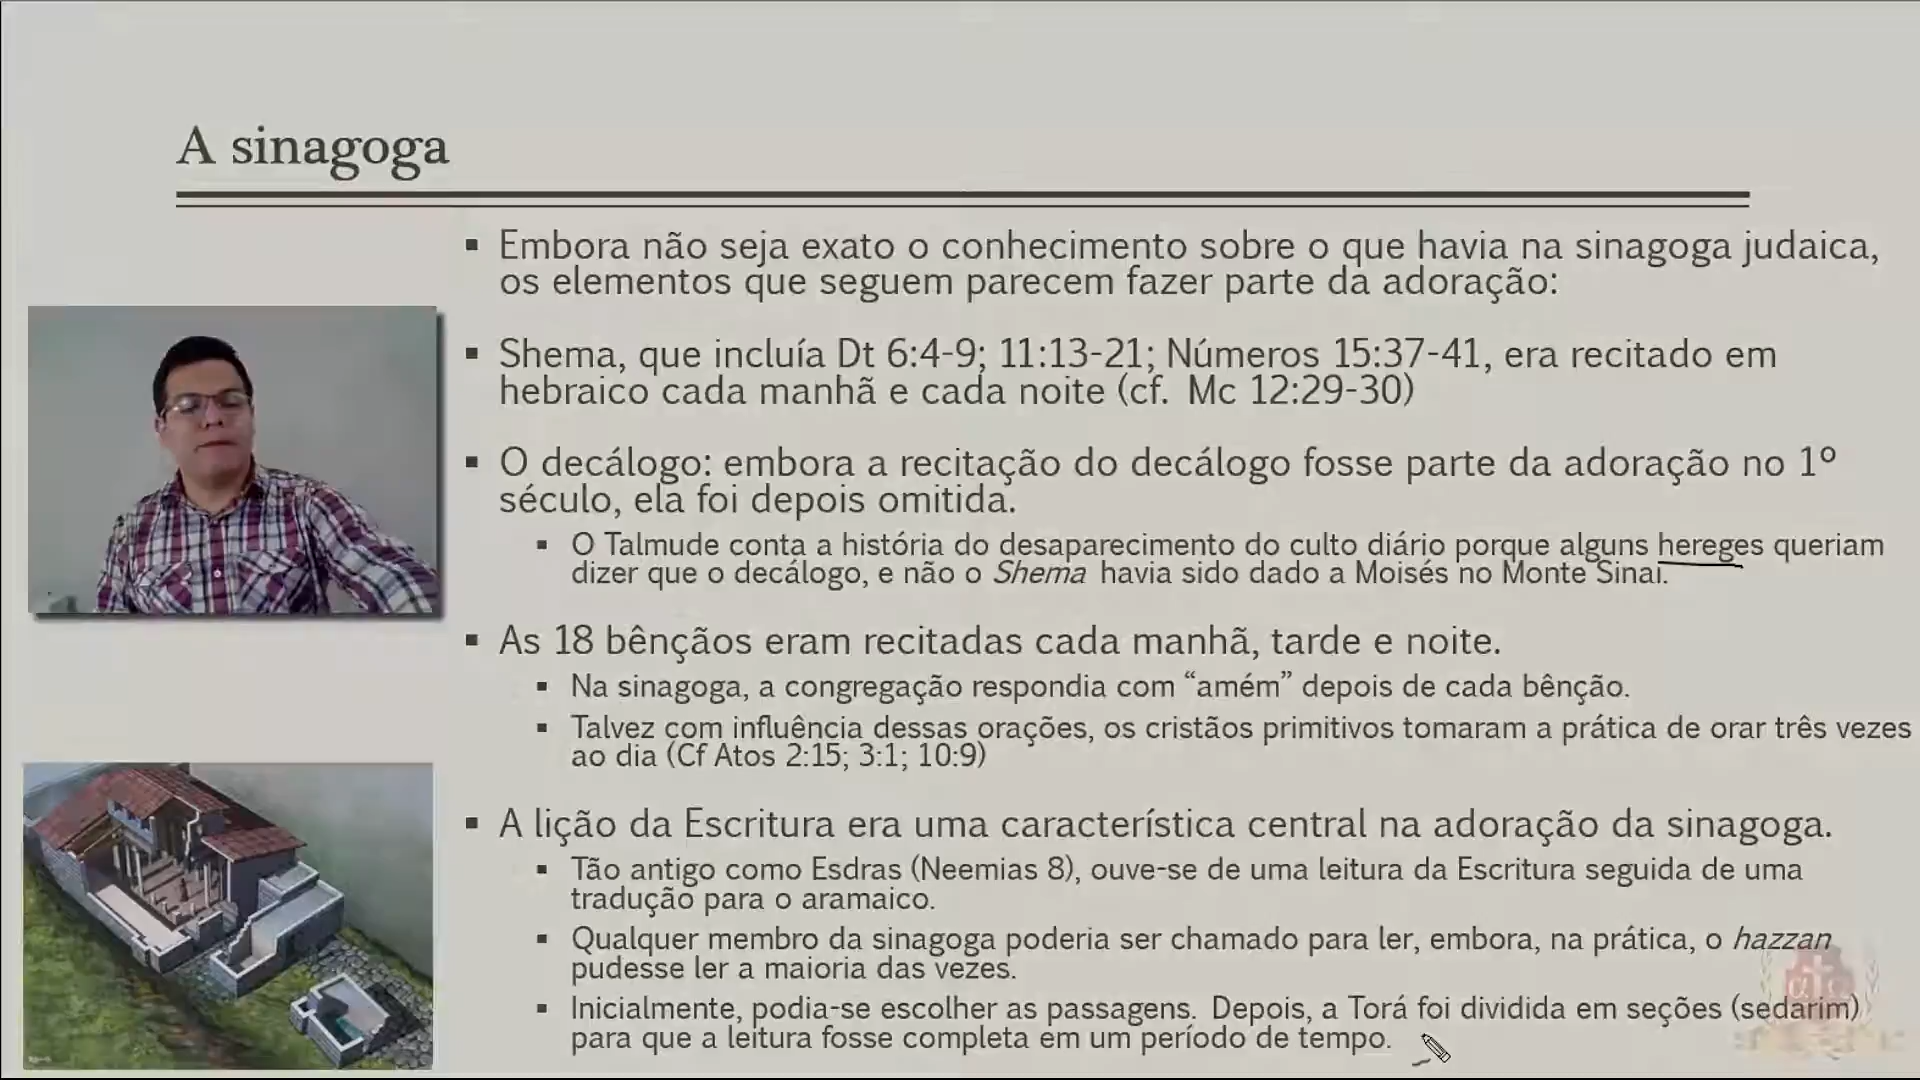 A sinagoga
▪ Embora não seja exato o conhecimento sobre o que havia na sinagoga judaica,
os elementos que seguem parecem fazer parte da adoração:
▪ Shema, que incluía Dt 6:4-9; 11:13-21; Números 15:37-41, era recitado em
hebraico cada manhã e cada noite (cf. Mc 12:29-30)
▪ O decálogo: embora a recitação do decálogo fosse parte da adoração no 1º
século, ela foi depois omitida.
▪ O Talmude conta a história do desaparecimento do culto diário porque alguns hereges queriam
dizer que o decálogo, e não o Shema havia sido dado a Moisés no Monte Sinai.
▪ As 18 bênçãos eram recitadas cada manhã, tarde e noite.
▪ Na sinagoga, a congregação respondia com “amém” depois de cada bênção.
▪ Talvez com influência dessas orações, os cristãos primitivos tomaram a prática de orar três vezes
ao dia (Cf Atos 2:15; 3:1; 10:9)
▪ A lição da Escritura era uma característica central na adoração da sinagoga.
▪ Tão antigo como Esdras (Neemias 8), ouve-se de uma leitura da Escritura seguida de uma
tradução para o aramaico.
▪ Qualquer membro da sinagoga poderia ser chamado para ler, embora, na prática, o hazzan
pudesse ler a maioria das vezes.
▪ Inicialmente, podia-se escolher as passagens. Depois, a Torá foi dividida em seções (sedarim)
para que a leitura fosse completa em um período de tempo.